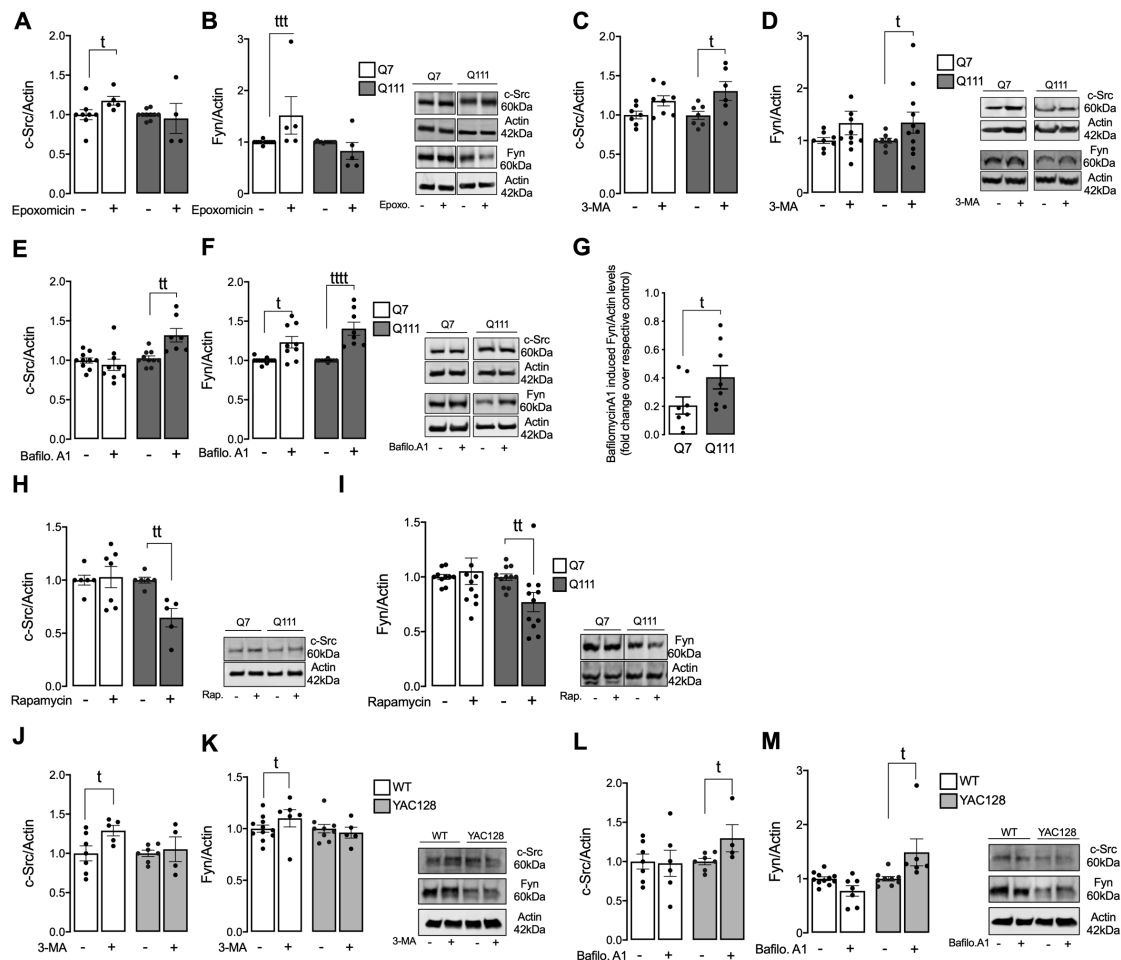 A
c-Src/Actin
2.0
1.5
1.0
0.5
0.0
t
Epoxomicin - + - +
B
Fyn/Actin
3
2
1
0
ttt
Epoxomicin - + - +
Q7
Q111
Q7 Q111
c-Src
60kDa
Actin
42kDa
Fyn
60kDa
Actin
42kDa
Epoxo. - + - +
C
c-Src/Actin
2.0
1.5
1.0
0.5
0.0
t
3-MA - + - +
D
Fyn/Actin
3
2
1
0
t
3-MA - + - +
Q7
Q111
Q7 Q111
c-Src
60kDa
Actin
42kDa
Fyn
60kDa
Actin
42kDa
3-MA - + - +
E
c-Src/Actin
2.0
1.5
1.0
0.5
0.0
tt
Bafilo. A1 - + - +
F
Fyn/Actin
2.0
1.5
1.0
0.5
0.0
t
tttt
Bafilo. A1 - + - +
Q7
Q111
Q7 Q111
c-Src
60kDa
Actin
42kDa
Fyn
60kDa
Actin
42kDa
Bafilo.A1 - + - +
G
BafilomycinA1 induced Fyn/Actin levels
(fold change over respective control)
1.0
0.8
0.6
0.4
0.2
0.0
t
Q7 Q111
H
c-Src/Actin
1.5
1.0
0.5
0.0
tt
Rapamycin - + - +
Q7 Q111
c-Src
60kDa
Actin
42kDa
Rap. - + - +
I
Fyn/Actin
1.5
1.0
0.5
0.0
tt
Rapamycin - + - +
Q7
Q111
Q7 Q111
Fyn
60kDa
Actin
42kDa
Rap. - + - +
J
c-Src/Actin
2.0
1.5
1.0
0.5
0.0
t
3-MA - + - +
K
Fyn/Actin
1.5
1.0
0.5
0.0
t
3-MA - + - +
WT
YAC128
WT YAC128
c-Src
60kDa
Fyn
60kDa
Actin
42kDa
3-MA - + - +
L
c-Src/Actin
2.0
1.5
1.0
0.5
0.0
t
Bafilo. A1 - + - +
M
Fyn/Actin
3
2
1
0
t
Bafilo. A1 - + - +
WT
YAC128
WT YAC128
c-Src
60kDa
Fyn
60kDa
Actin
42kDa
Bafilo.A1 - + - +